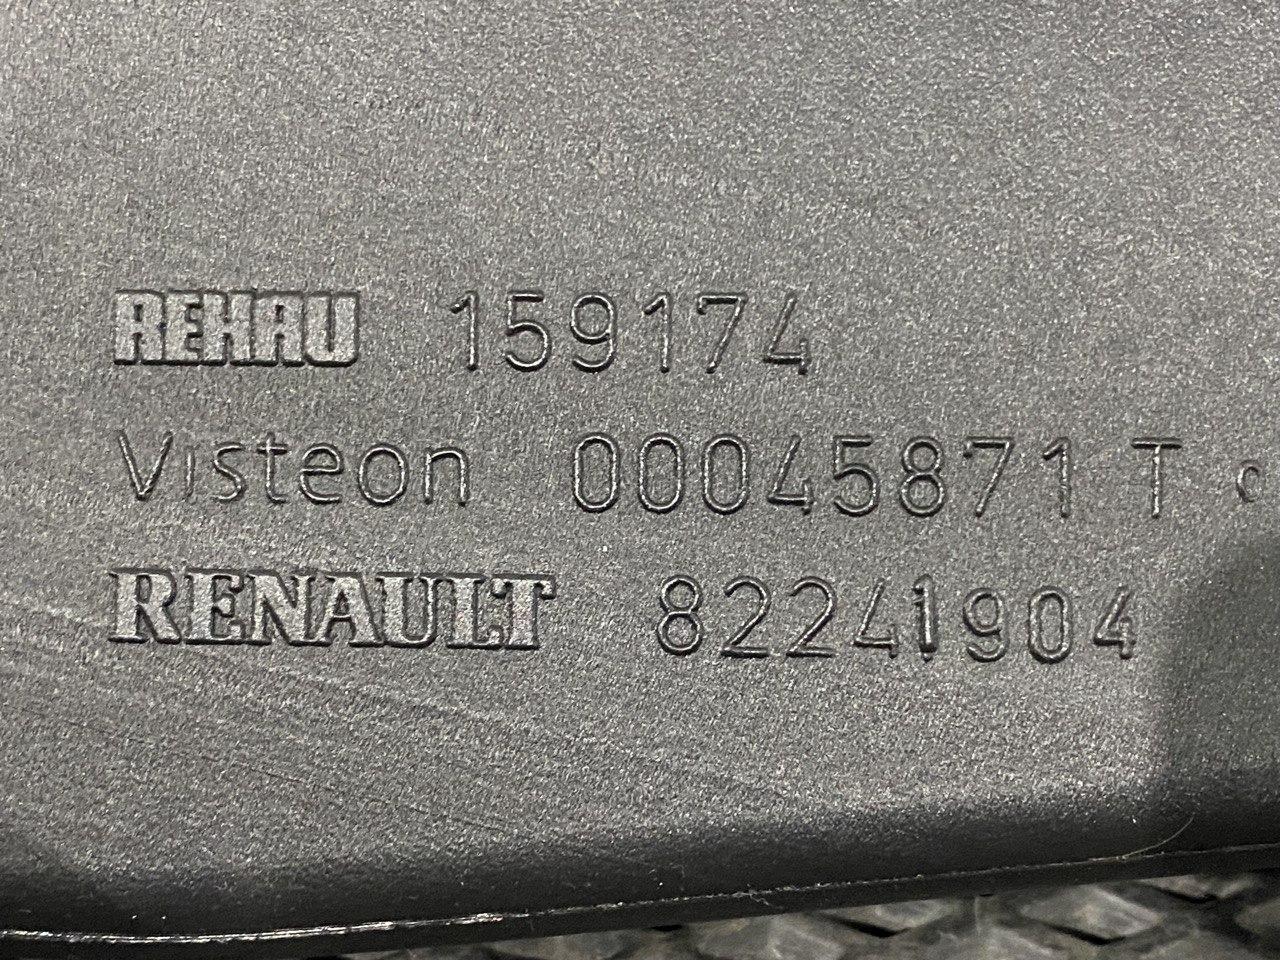 REHAU 159174
Visteon 00045871 T c
RENAULT 82241904